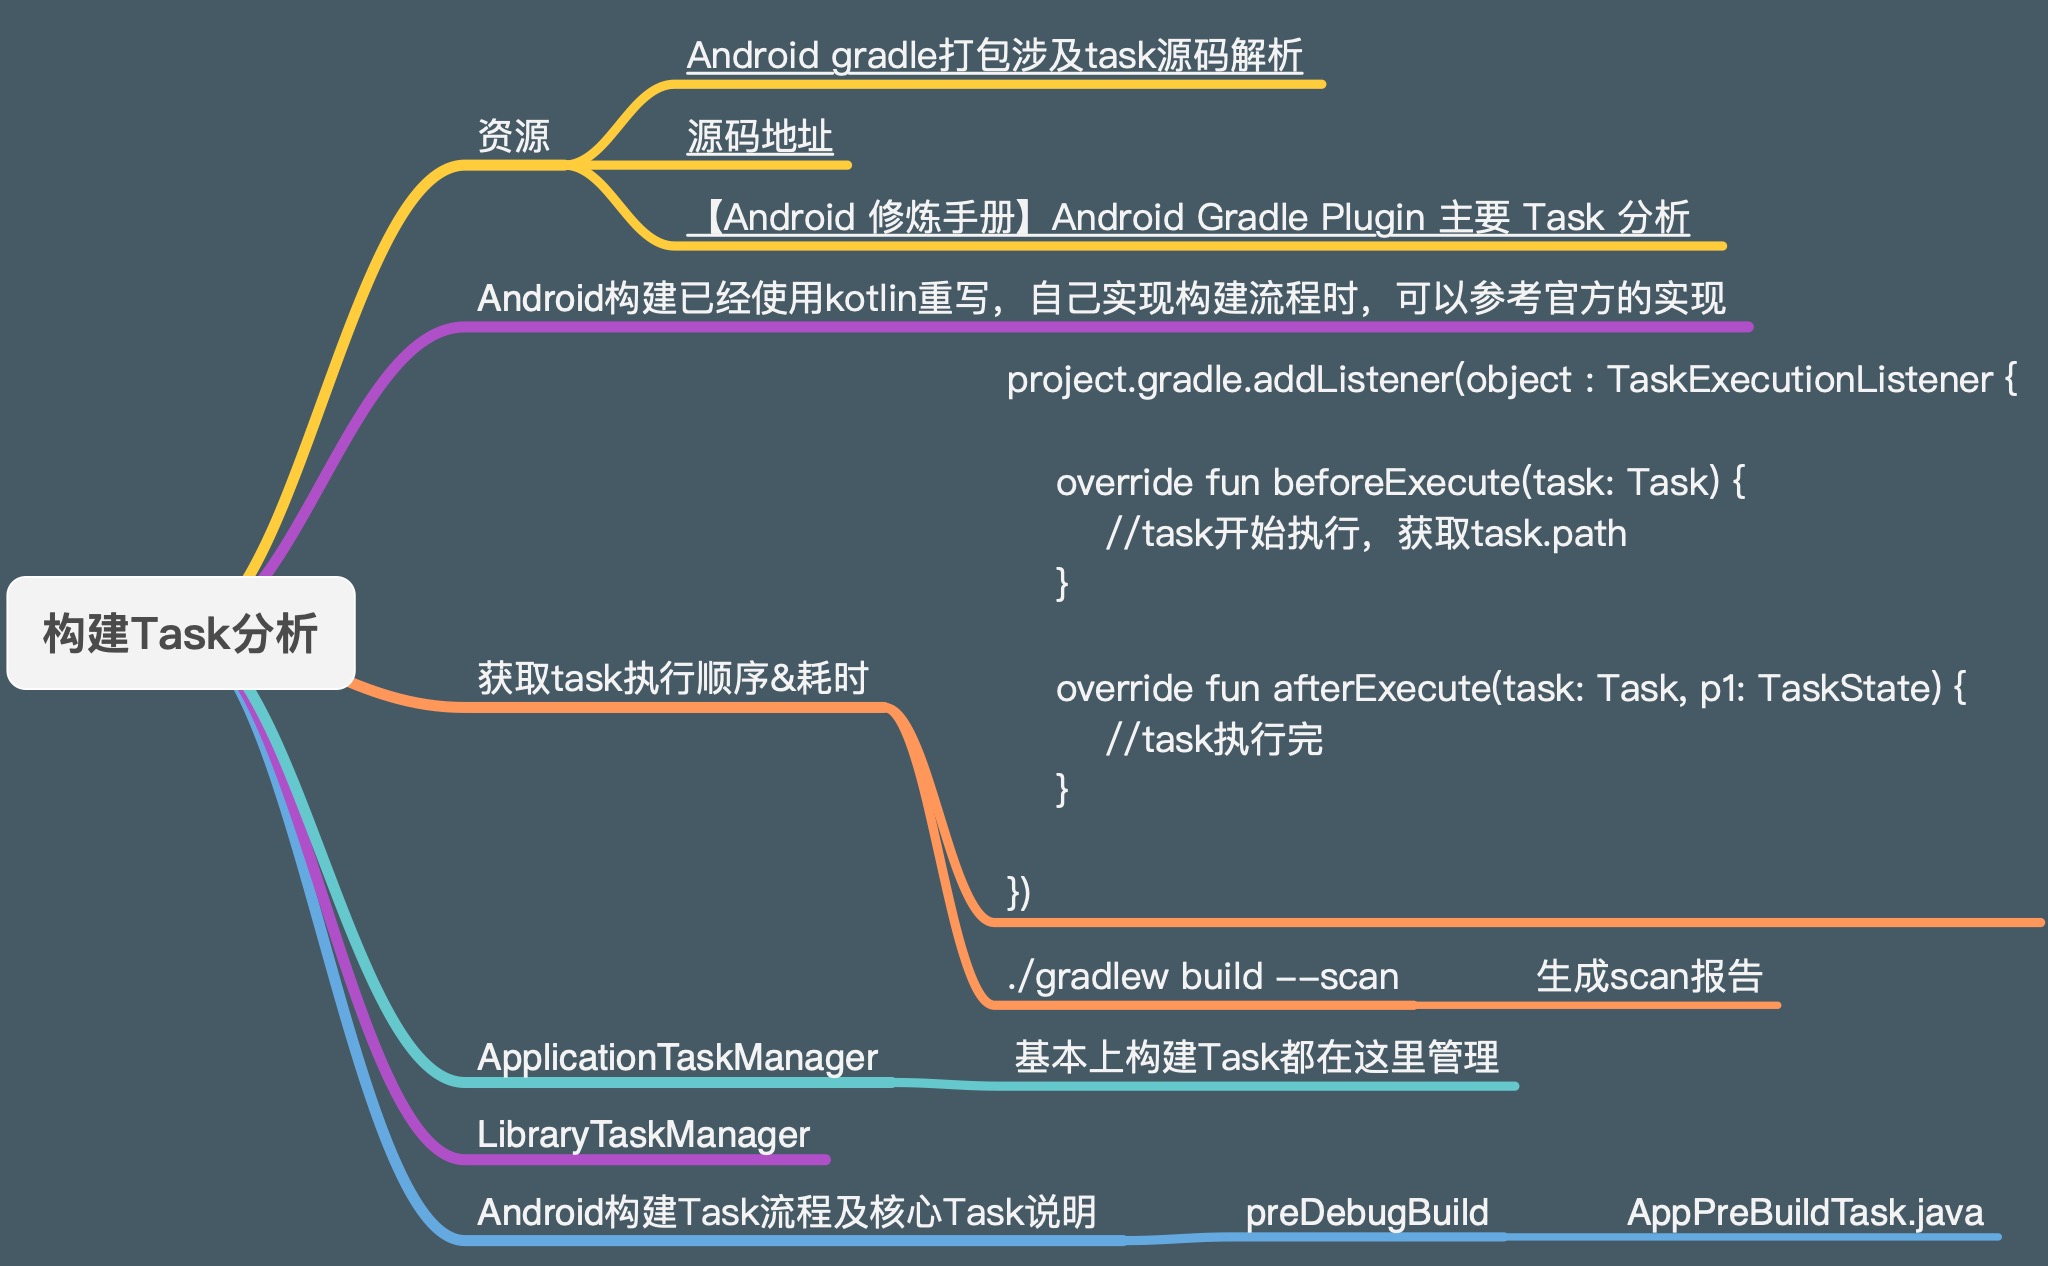 Android gradle打包涉及task源码解析
资源
源码地址
【Android 修炼手册】Android Gradle Plugin 主要 Task 分析
Android构建已经使用kotlin重写，自己实现构建流程时，可以参考官方的实现
project.gradle.addListener(object : TaskExecutionListener {
override fun beforeExecute(task: Task) {
//task开始执行，获取task.path
}
构建Task分析
获取task执行顺序&耗时
override fun afterExecute(task: Task, p1: TaskState) {
//task执行完
}
})
./gradlew build --scan
生成scan报告
ApplicationTaskManager
基本上构建Task都在这里管理
LibraryTaskManager
Android构建Task流程及核心Task说明
preDebugBuild
AppPreBuildTask.java